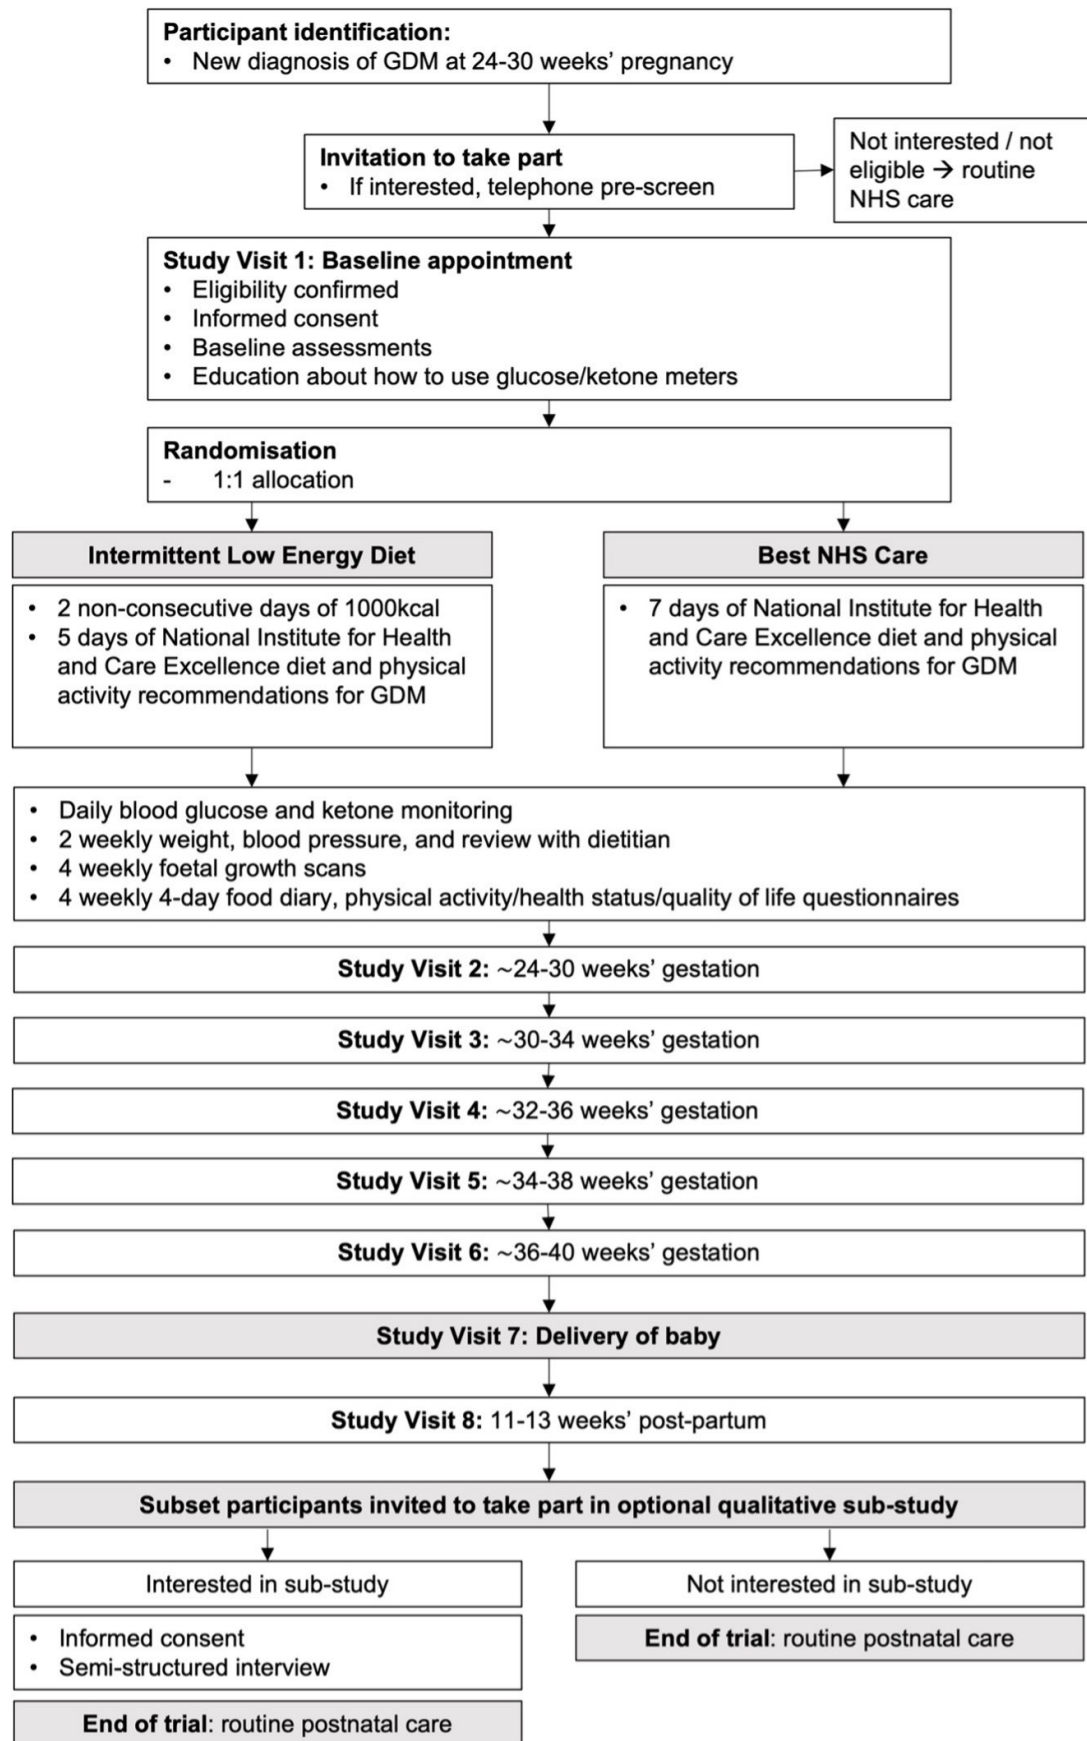 Participant identification:
• New diagnosis of GDM at 24-30 weeks’ pregnancy
Invitation to take part
• If interested, telephone pre-screen
Not interested / not
eligible → routine
NHS care
Study Visit 1: Baseline appointment
• Eligibility confirmed
• Informed consent
• Baseline assessments
• Education about how to use glucose/ketone meters
Randomisation
- 1:1 allocation
Intermittent Low Energy Diet
• 2 non-consecutive days of 1000kcal
• 5 days of National Institute for Health
and Care Excellence diet and physical
activity recommendations for GDM
Best NHS Care
• 7 days of National Institute for Health
and Care Excellence diet and physical
activity recommendations for GDM
• Daily blood glucose and ketone monitoring
• 2 weekly weight, blood pressure, and review with dietitian
• 4 weekly foetal growth scans
• 4 weekly 4-day food diary, physical activity/health status/quality of life questionnaires
Study Visit 2: ~24-30 weeks’ gestation
Study Visit 3: ~30-34 weeks’ gestation
Study Visit 4: ~32-36 weeks’ gestation
Study Visit 5: ~34-38 weeks’ gestation
Study Visit 6: ~36-40 weeks’ gestation
Study Visit 7: Delivery of baby
Study Visit 8: 11-13 weeks’ post-partum
Subset participants invited to take part in optional qualitative sub-study
Interested in sub-study
• Informed consent
• Semi-structured interview
End of trial: routine postnatal care
Not interested in sub-study
End of trial: routine postnatal care